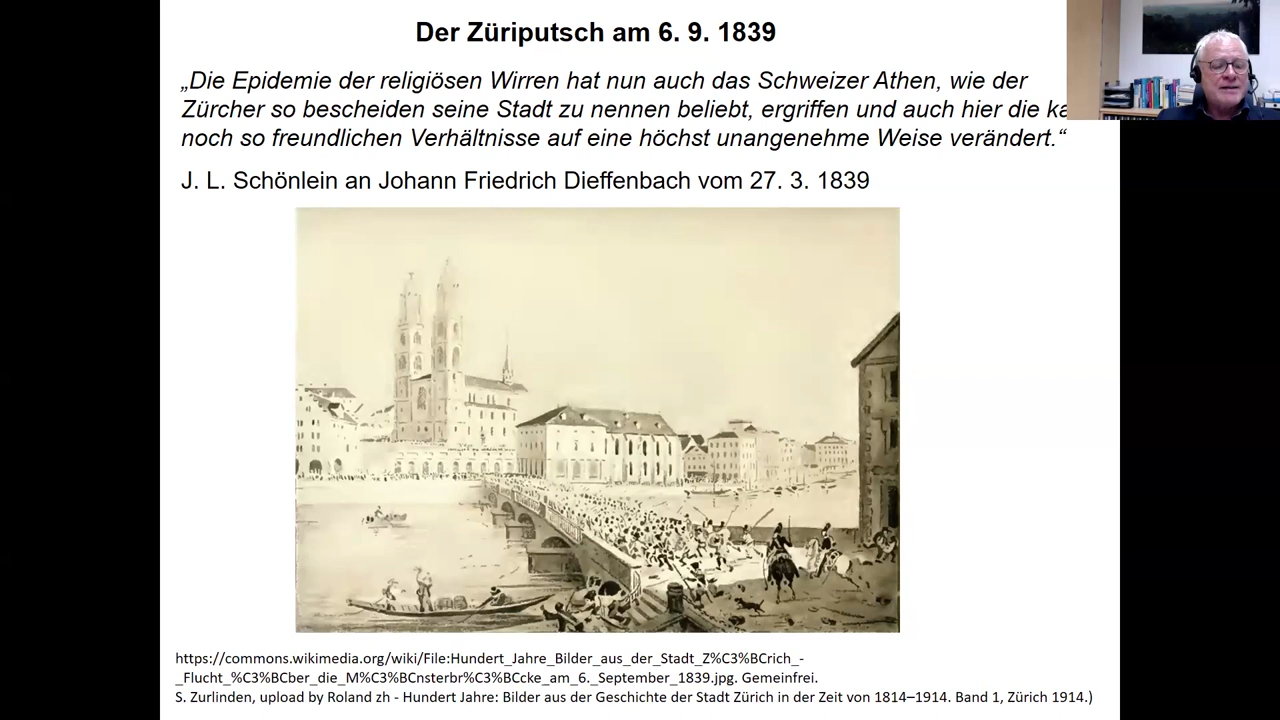 Der Züriputsch am 6. 9. 1839
„Die Epidemie der religiösen Wirren hat nun auch das Schweizer Athen, wie der
Zürcher so bescheiden seine Stadt zu nennen beliebt, ergriffen und auch hier die
noch so freundlichen Verhältnisse auf eine höchst unangenehme Weise verändert.“
J. L. Schönlein an Johann Friedrich Dieffenbach vom 27. 3. 1839
https://commons.wikimedia.org/wiki/File:Hundert_Jahre_Bilder_aus_der_Stadt_Z%C3%BCrich_-
_Flucht_%C3%BCber_die_M%C3%BCnsterbr%C3%BCcke_am_6._September_1839.jpg. Gemeinfrei.
S. Zurlinden, upload by Roland zh - Hundert Jahre: Bilder aus der Geschichte der Stadt Zürich in der Zeit von 1814–1914. Band 1, Zürich 1914.)